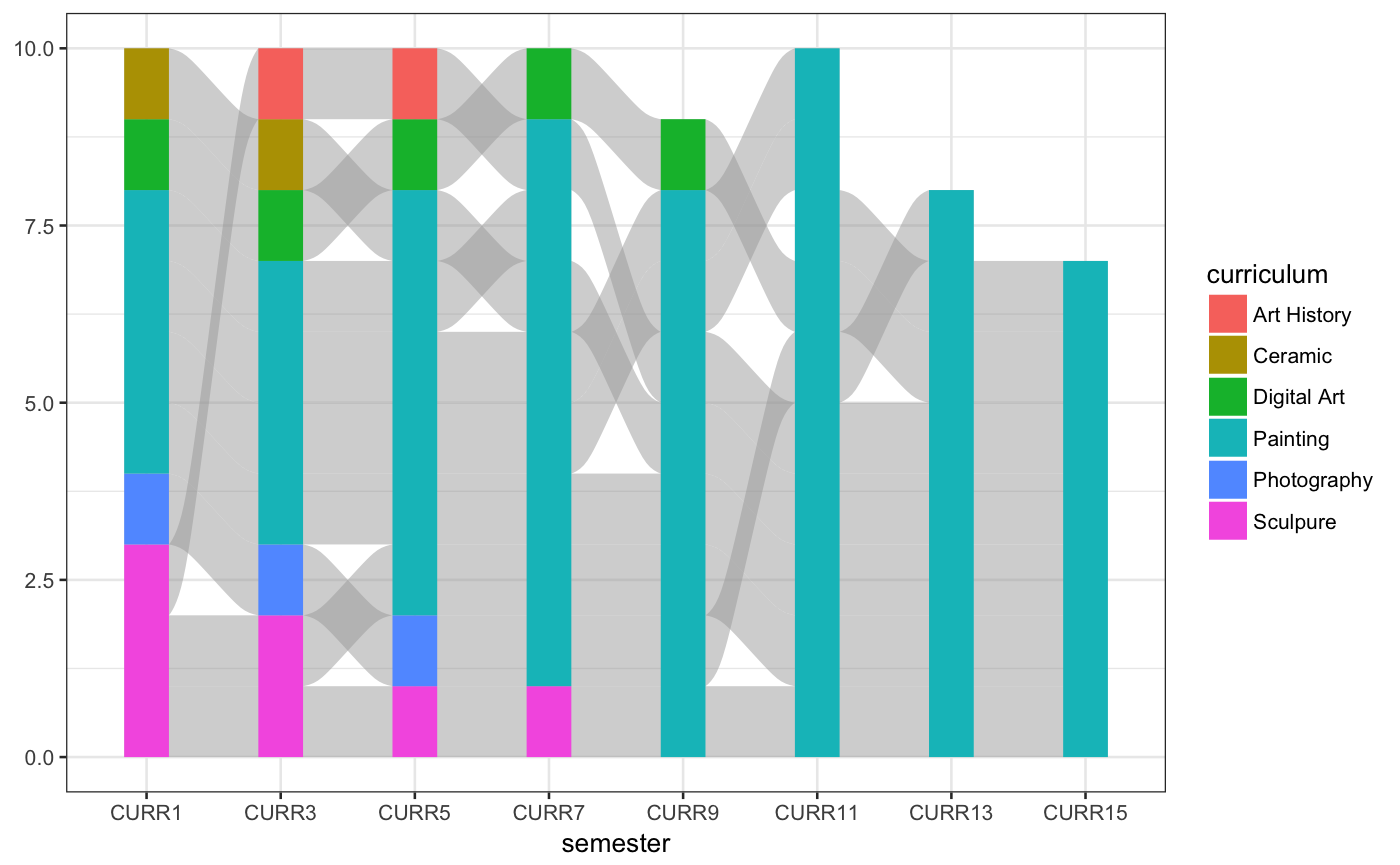 10.0
7.5
5.0
2.5
0.0
CURR1 CURR3 CURR5 CURR7 CURR9 CURR11 CURR13 CURR15
semester
curriculum
Art History
Ceramic
Digital Art
Painting
Photography
Sculpure